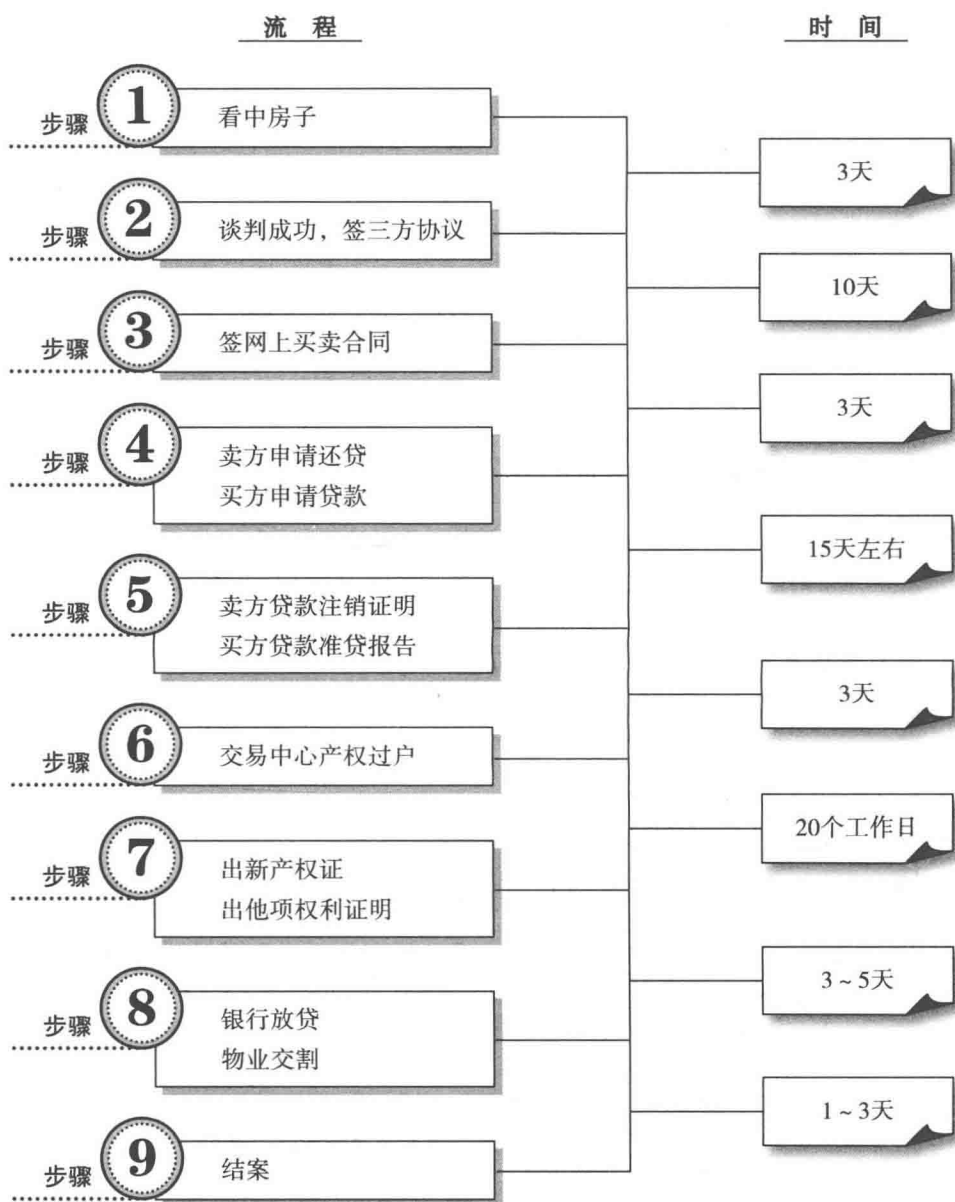 流 程
时 间
步骤 1 看中房子
3天
步骤 2 谈判成功，签三方协议
10天
步骤 3 签网上买卖合同
3天
步骤 4 卖方申请还贷
买方申请贷款
15天左右
步骤 5 卖方贷款注销证明
买方贷款准贷报告
3天
步骤 6 交易中心产权过户
20个工作日
步骤 7 出新产权证
出他项权利证明
3～5天
步骤 8 银行放贷
物业交割
1～3天
步骤 9 结案